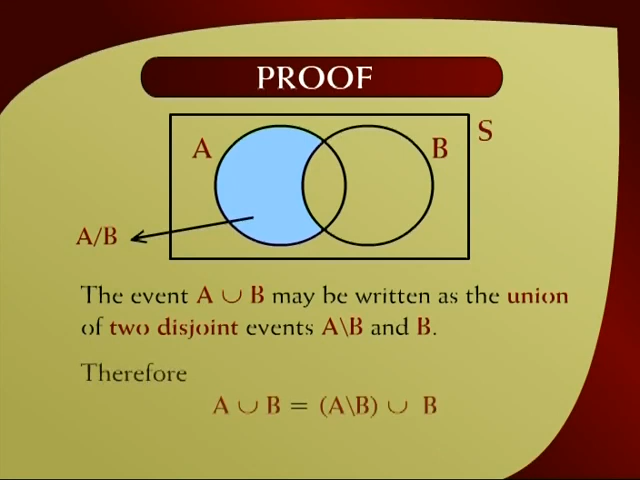 PROOF
S
A
B
A/B
The event A ∪ B may be written as the union
of two disjoint events A\B and B.
Therefore
A ∪ B = (A\B) ∪ B